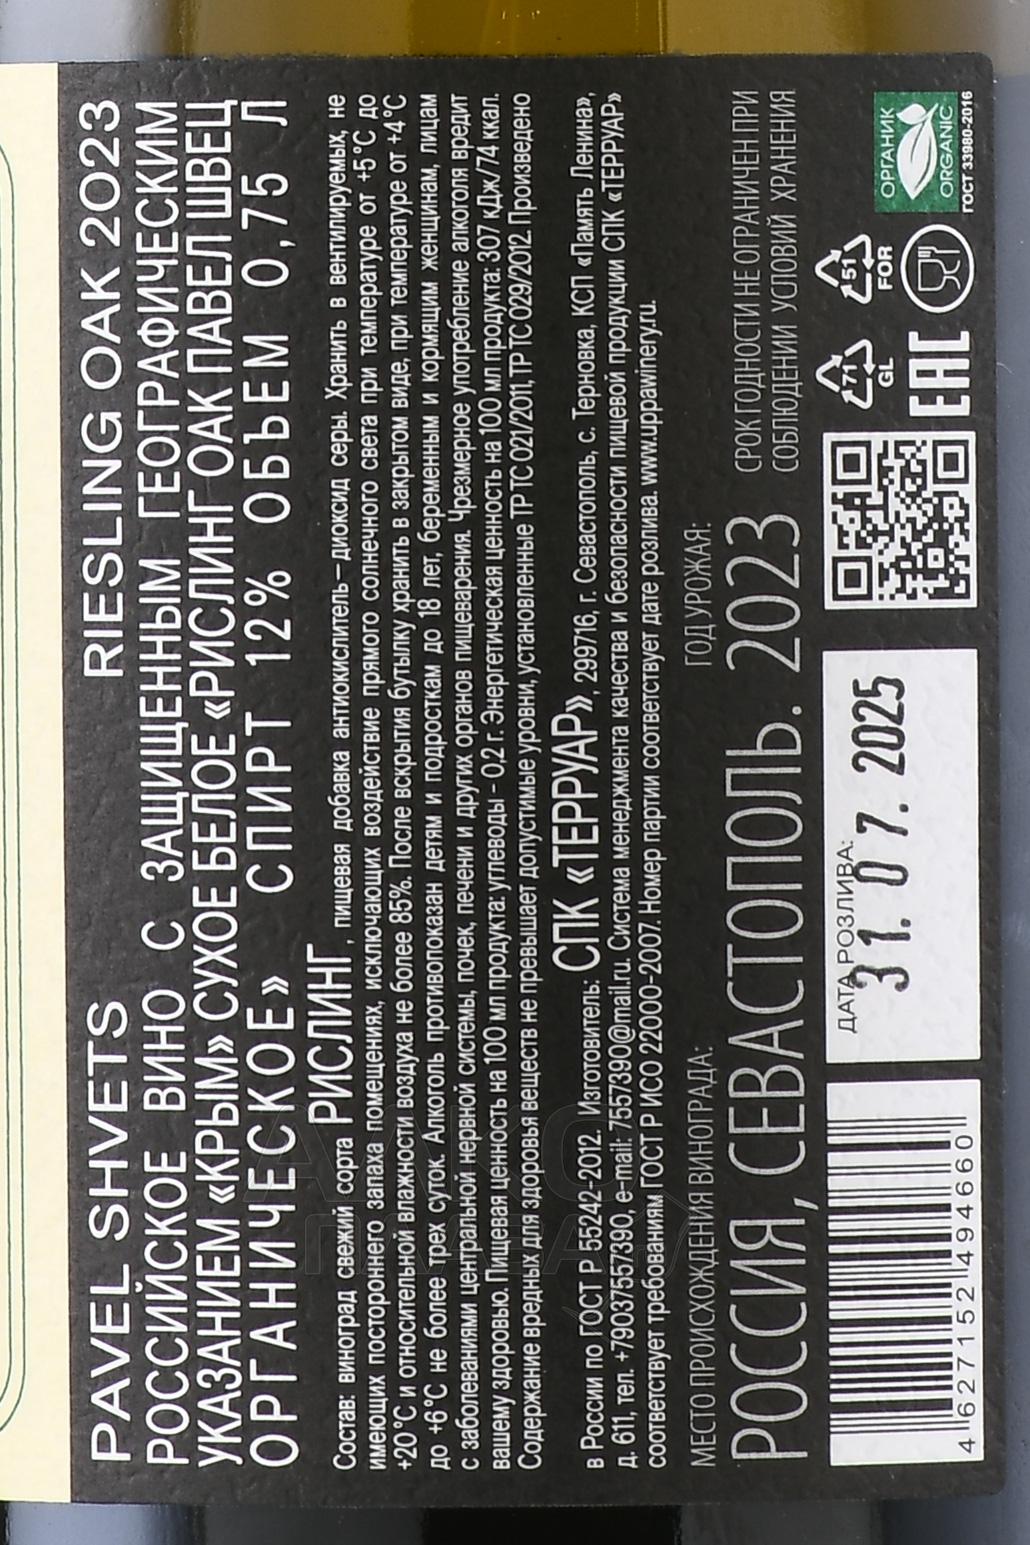 PAVEL SHVETS RIESLING OAK 2023
РОССИЙСКОЕ ВИНО С ЗАЩИЩЕННЫМ ГЕОГРАФИЧЕСКИМ
УКАЗАНИЕМ «КРЫМ» СУХОЕ БЕЛОЕ «РИСЛИНГ ОАК ПАВЕЛ ШВЕЦ
ОРГАНИЧЕСКОЕ» СПИРТ 12% ОБЪЕМ 0,75 Л
Состав: виноград свежий сорта РИСЛИНГ, пищевая добавка антиокислитель – диоксид серы. Хранить в вентилируемых, не
имеющих постороннего запаха помещениях, исключающих воздействие прямого солнечного света при температуре от +5°С до
+20°С и относительной влажности воздуха не более 85%. После вскрытия бутылку хранить в закрытом виде, при температуре от +4°С
до +6°С не более трех суток. Алкоголь противопоказан детям и подросткам до 18 лет, беременным и кормящим женщинам, лицам
с заболеваниями центральной нервной системы, почек, печени и других органов пищеварения. Чрезмерное употребление алкоголя вредит
вашему здоровью. Пищевая ценность на 100 мл продукта: углеводы - 0,2 г. Энергетическая ценность на 100 мл продукта: 307 кДж/74 ккал.
Содержание вредных для здоровья веществ не превышает допустимые уровни, установленные ТР ТС 021/2011, ТР ТС 029/2012. Произведено
в России по ГОСТ Р 55242-2012. Изготовитель: СПК «ТЕРРУАР», 299716, г. Севастополь, с. Терновка, КСП «Память Ленина»,
д. 611, тел. +79037557390, e-mail: 7557390@mail.ru. Система менеджмента качества и безопасности пищевой продукции СПК «ТЕРРУАР»
соответствует требованиям ГОСТ Р ИСО 22000-2007. Номер партии соответствует дате розлива. www.uppawinery.ru.
МЕСТО ПРОИСХОЖДЕНИЯ ВИНОГРАДА: ГОД УРОЖАЯ:
РОССИЯ, СЕВАСТОПОЛЬ. 2023
СРОК ГОДНОСТИ НЕ ОГРАНИЧЕН ПРИ
СОБЛЮДЕНИИ УСЛОВИЙ ХРАНЕНИЯ
4 627152 494660
ДАТА РОЗЛИВА:
31.07.2025
71
GL
51
FOR
EAC
ОРГАНИК
ORGANIC
ГОСТ 33980-2016
АЛКО
ПЛАЗА